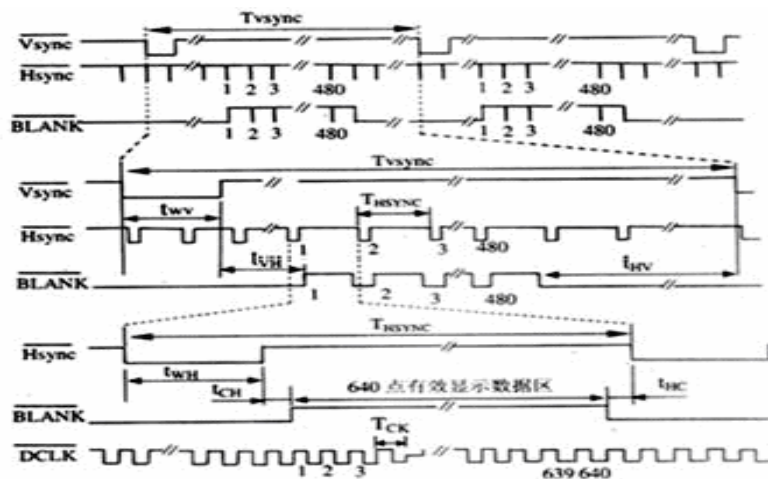 Tvsync
Vsync
Hsync
1 2 3 480 1 2 3 480
BLANK
1 2 3 480 1 2 3 480
Tvsync
Vsync
twv THSYNC
Hsync
1 2 3 480
tVH tHV
BLANK
1 2 3 480
THSYNC
Hsync
tWH
tCH 640 点有效显示数据区 tHC
BLANK
TCK
DCLK
1 2 3 639 640